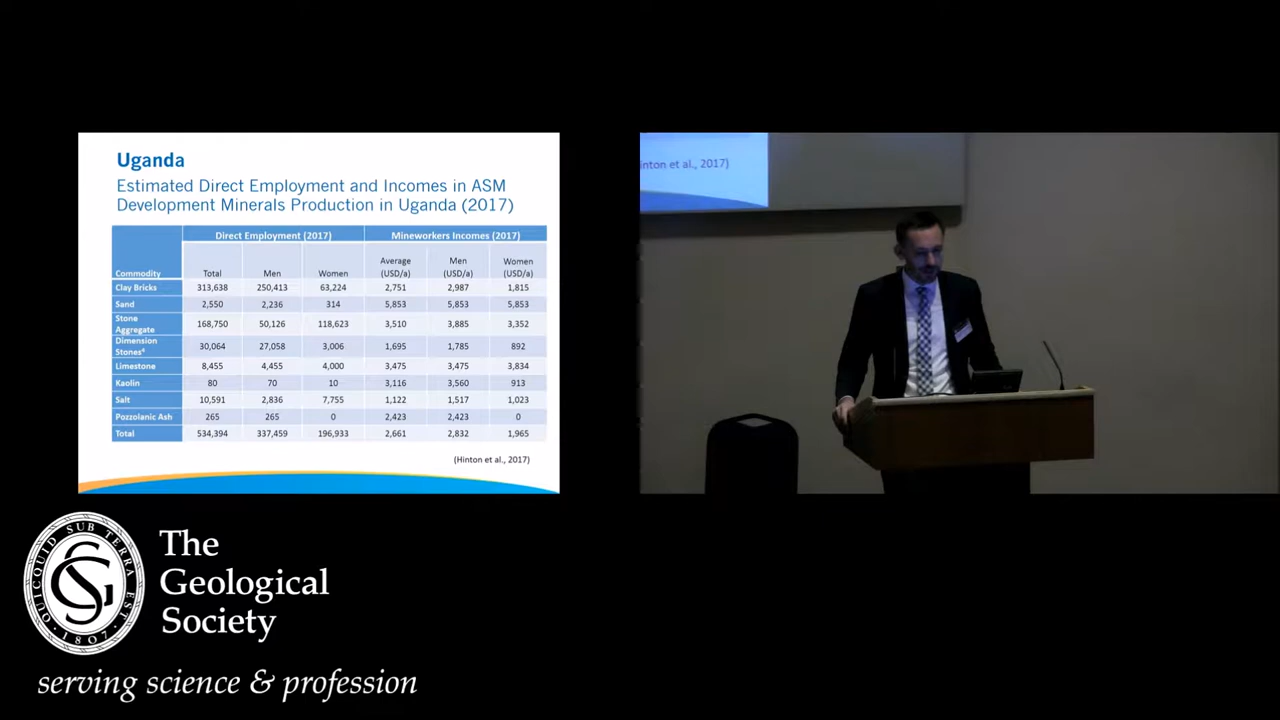 Uganda
Estimated Direct Employment and Incomes in ASM
Development Minerals Production in Uganda (2017)
Direct Employment (2017) Mineworkers Incomes (2017)
Commodity Total Men Women Average (USD/a) Men (USD/a) Women (USD/a)
Clay Bricks 313,638 250,413 63,224 2,751 2,987 1,815
Sand 2,550 2,236 314 5,853 5,853 5,853
Stone Aggregate 168,750 50,126 118,623 3,510 3,885 3,352
Dimension Stones⁴ 30,064 27,058 3,006 1,695 1,785 892
Limestone 8,455 4,455 4,000 3,475 3,475 3,834
Kaolin 80 70 10 3,116 3,560 913
Salt 10,591 2,836 7,755 1,122 1,517 1,023
Pozzolanic Ash 265 265 0 2,423 2,423 0
Total 534,394 337,459 196,933 2,661 2,832 1,965
(Hinton et al., 2017)
inton et al., 2017)
QUICQUID SUB TERRA EST
1807
The
Geological
Society
serving science & profession